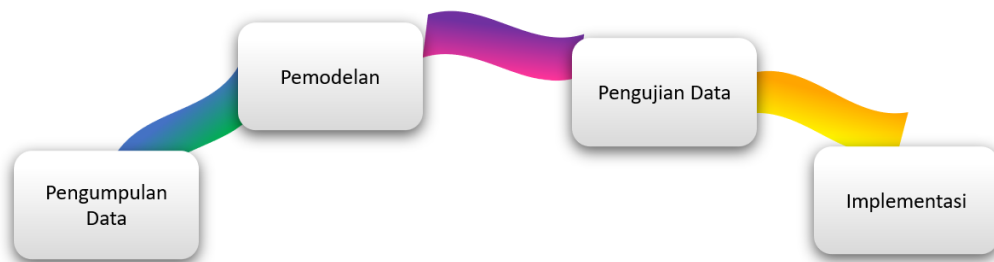 Pengumpulan
Data
Pemodelan
Pengujian Data
Implementasi